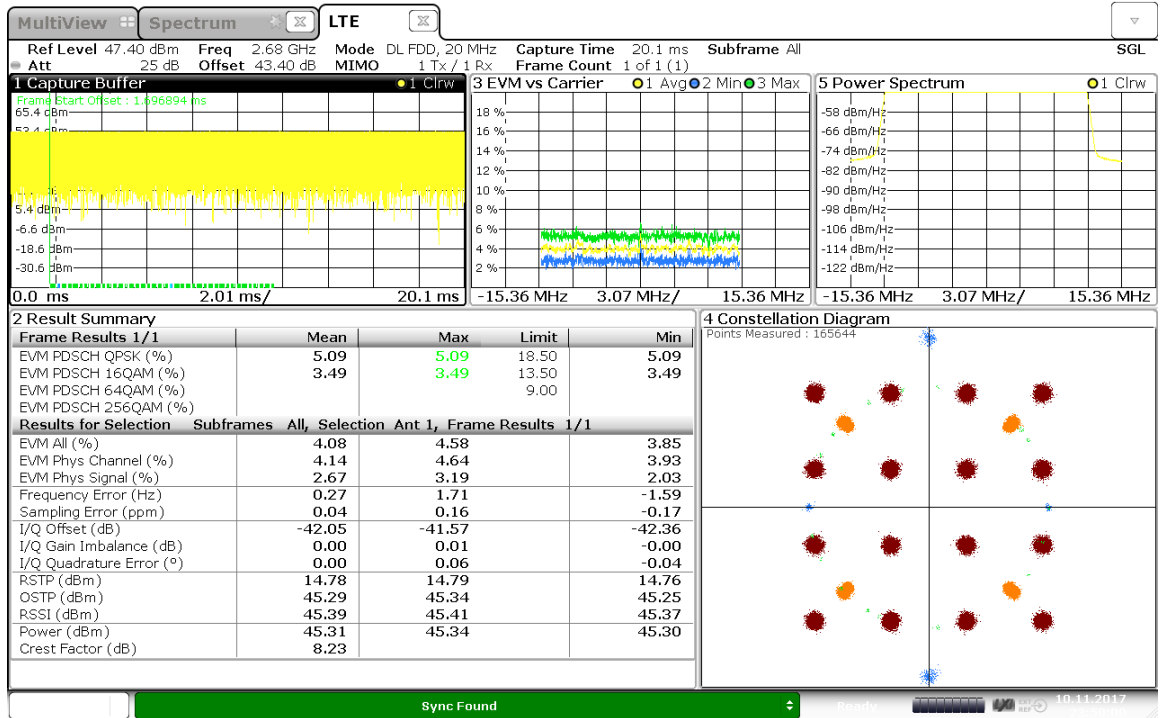 MultiView Spectrum LTE
Ref Level 47.40 dBm Freq 2.68 GHz Mode DL FDD, 20 MHz Capture Time 20.1 ms Subframe All SGL
Att 25 dB Offset 43.40 dB MIMO 1 Tx / 1 Rx Frame Count 1 of 1 (1)
1 Capture Buffer 1 Clrw
Frame Start Offset : 1.696894 ms
65.4 dBm
53.4 dBm
5.4 dBm
-6.6 dBm
-18.6 dBm
-30.6 dBm
0.0 ms 2.01 ms/ 20.1 ms
3 EVM vs Carrier 1 Avg 2 Min 3 Max
18 %
16 %
14 %
12 %
10 %
8 %
6 %
4 %
2 %
-15.36 MHz 3.07 MHz/ 15.36 MHz
5 Power Spectrum 1 Clrw
-58 dBm/Hz
-66 dBm/Hz
-74 dBm/Hz
-82 dBm/Hz
-90 dBm/Hz
-98 dBm/Hz
-106 dBm/Hz
-114 dBm/Hz
-122 dBm/Hz
-15.36 MHz 3.07 MHz/ 15.36 MHz
2 Result Summary
Frame Results 1/1 Mean Max Limit Min
EVM PDSCH QPSK (%) 5.09 5.09 18.50 5.09
EVM PDSCH 16QAM (%) 3.49 3.49 13.50 3.49
EVM PDSCH 64QAM (%) 9.00
EVM PDSCH 256QAM (%)
Results for Selection Subframes All, Selection Ant 1, Frame Results 1/1
EVM All (%) 4.08 4.58 3.85
EVM Phys Channel (%) 4.14 4.64 3.93
EVM Phys Signal (%) 2.67 3.19 2.03
Frequency Error (Hz) 0.27 1.71 -1.59
Sampling Error (ppm) 0.04 0.16 -0.17
I/Q Offset (dB) -42.05 -41.57 -42.36
I/Q Gain Imbalance (dB) 0.00 0.01 -0.00
I/Q Quadrature Error (°) 0.00 0.06 -0.04
RSTP (dBm) 14.78 14.79 14.76
OSTP (dBm) 45.29 45.34 45.25
RSSI (dBm) 45.39 45.41 45.37
Power (dBm) 45.31 45.34 45.30
Crest Factor (dB) 8.23
4 Constellation Diagram
Points Measured : 165644
Sync Found
Ready
10.11.2017